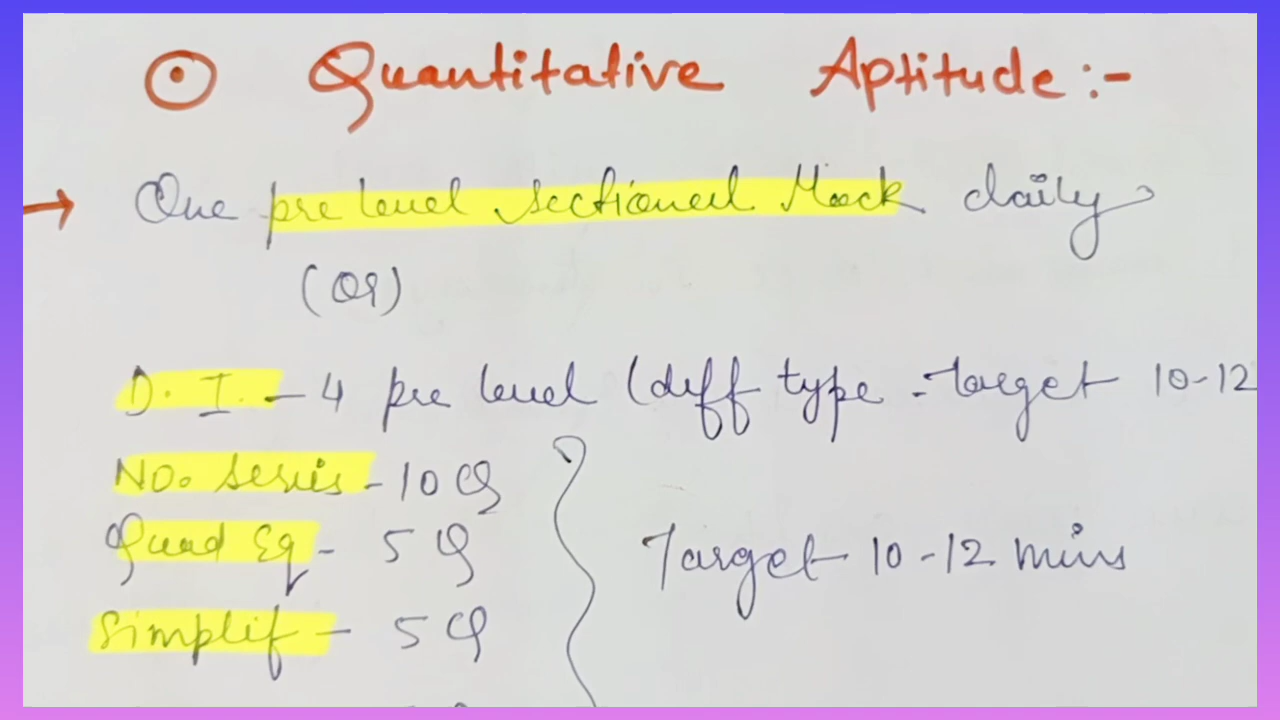 ⊙ Quantitative Aptitude:-
→ One pre level sectional Mock daily
(OR)
D. I. - 4 pre level (diff type - Target 10-12
No. series - 10 Q
Quad Eq - 5 Q
Simplif - 5 Q
Target 10-12 mins